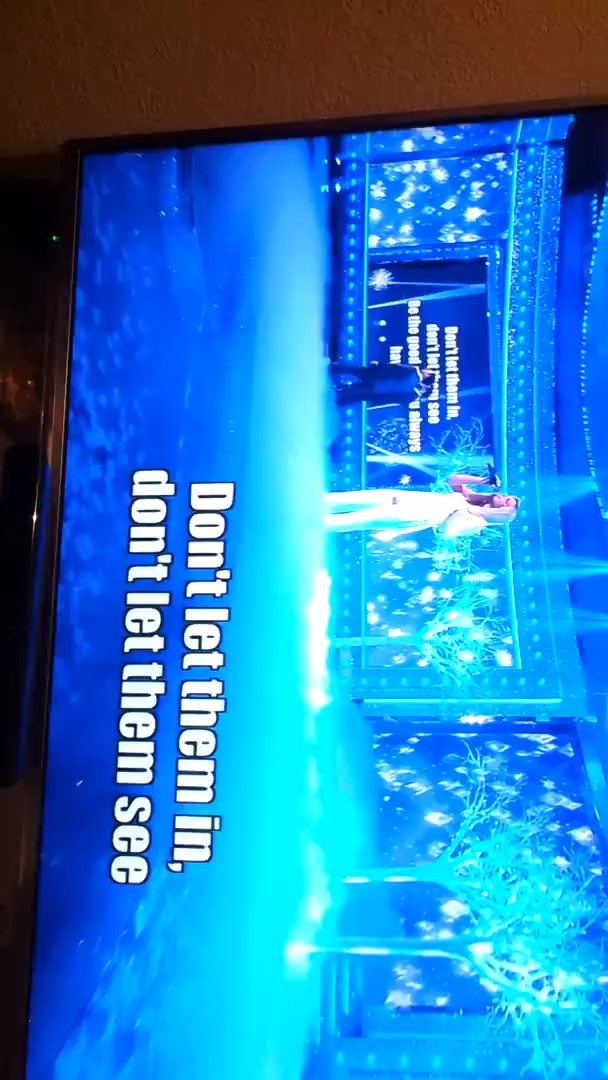 Don't let them in,
don't let them see
Be the good
always
Don't let them in,
don't let them see